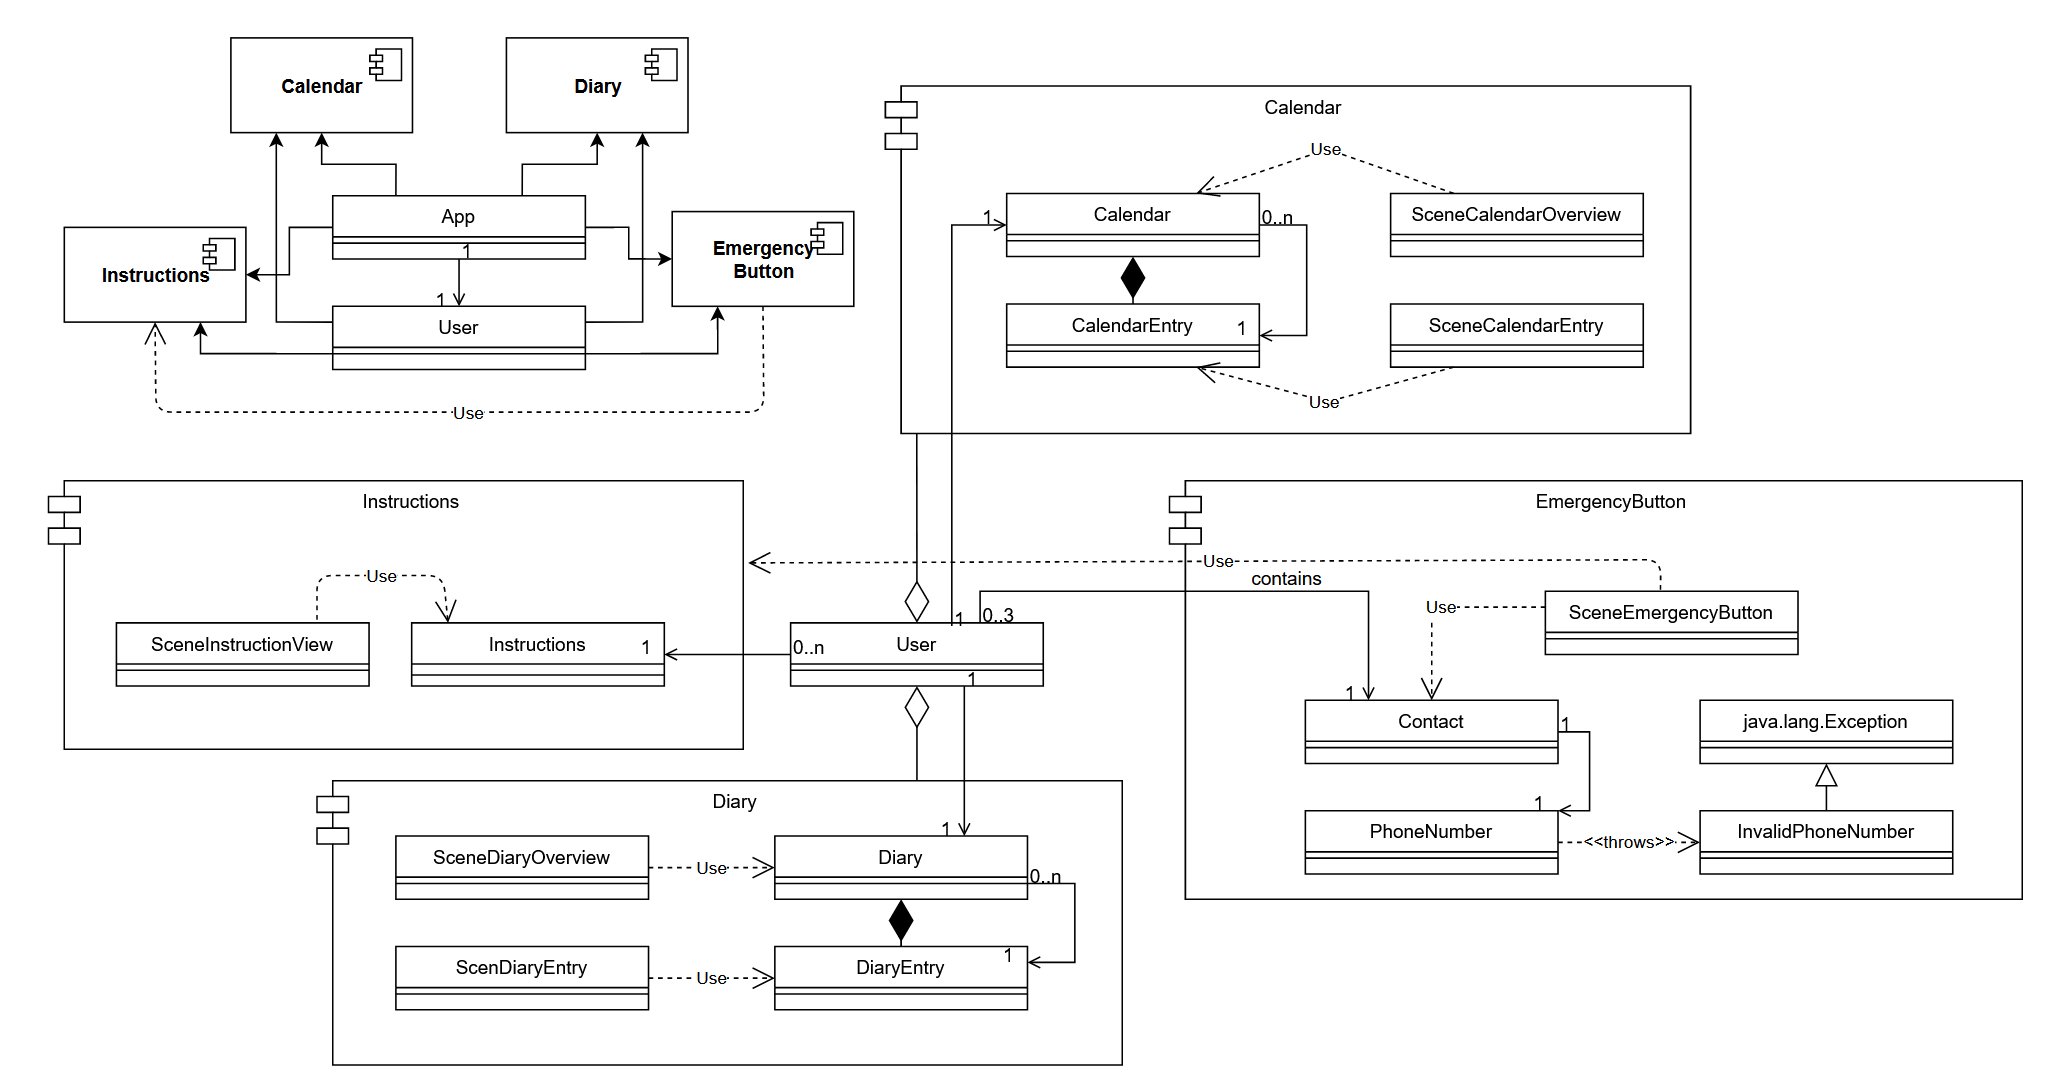 Calendar
Diary
App
1
1
User
Instructions
Emergency
Button
Use
Calendar
Use
1
Calendar
0..n
SceneCalendarOverview
CalendarEntry
1
SceneCalendarEntry
Use
Instructions
Use
SceneInstructionView
Instructions
1
0..n
User
1
0..3
1
contains
EmergencyButton
Use
Use
SceneEmergencyButton
1
Contact
1
java.lang.Exception
1
PhoneNumber
<<throws>>
InvalidPhoneNumber
Diary
1
SceneDiaryOverview
Use
Diary
0..n
ScenDiaryEntry
Use
DiaryEntry
1